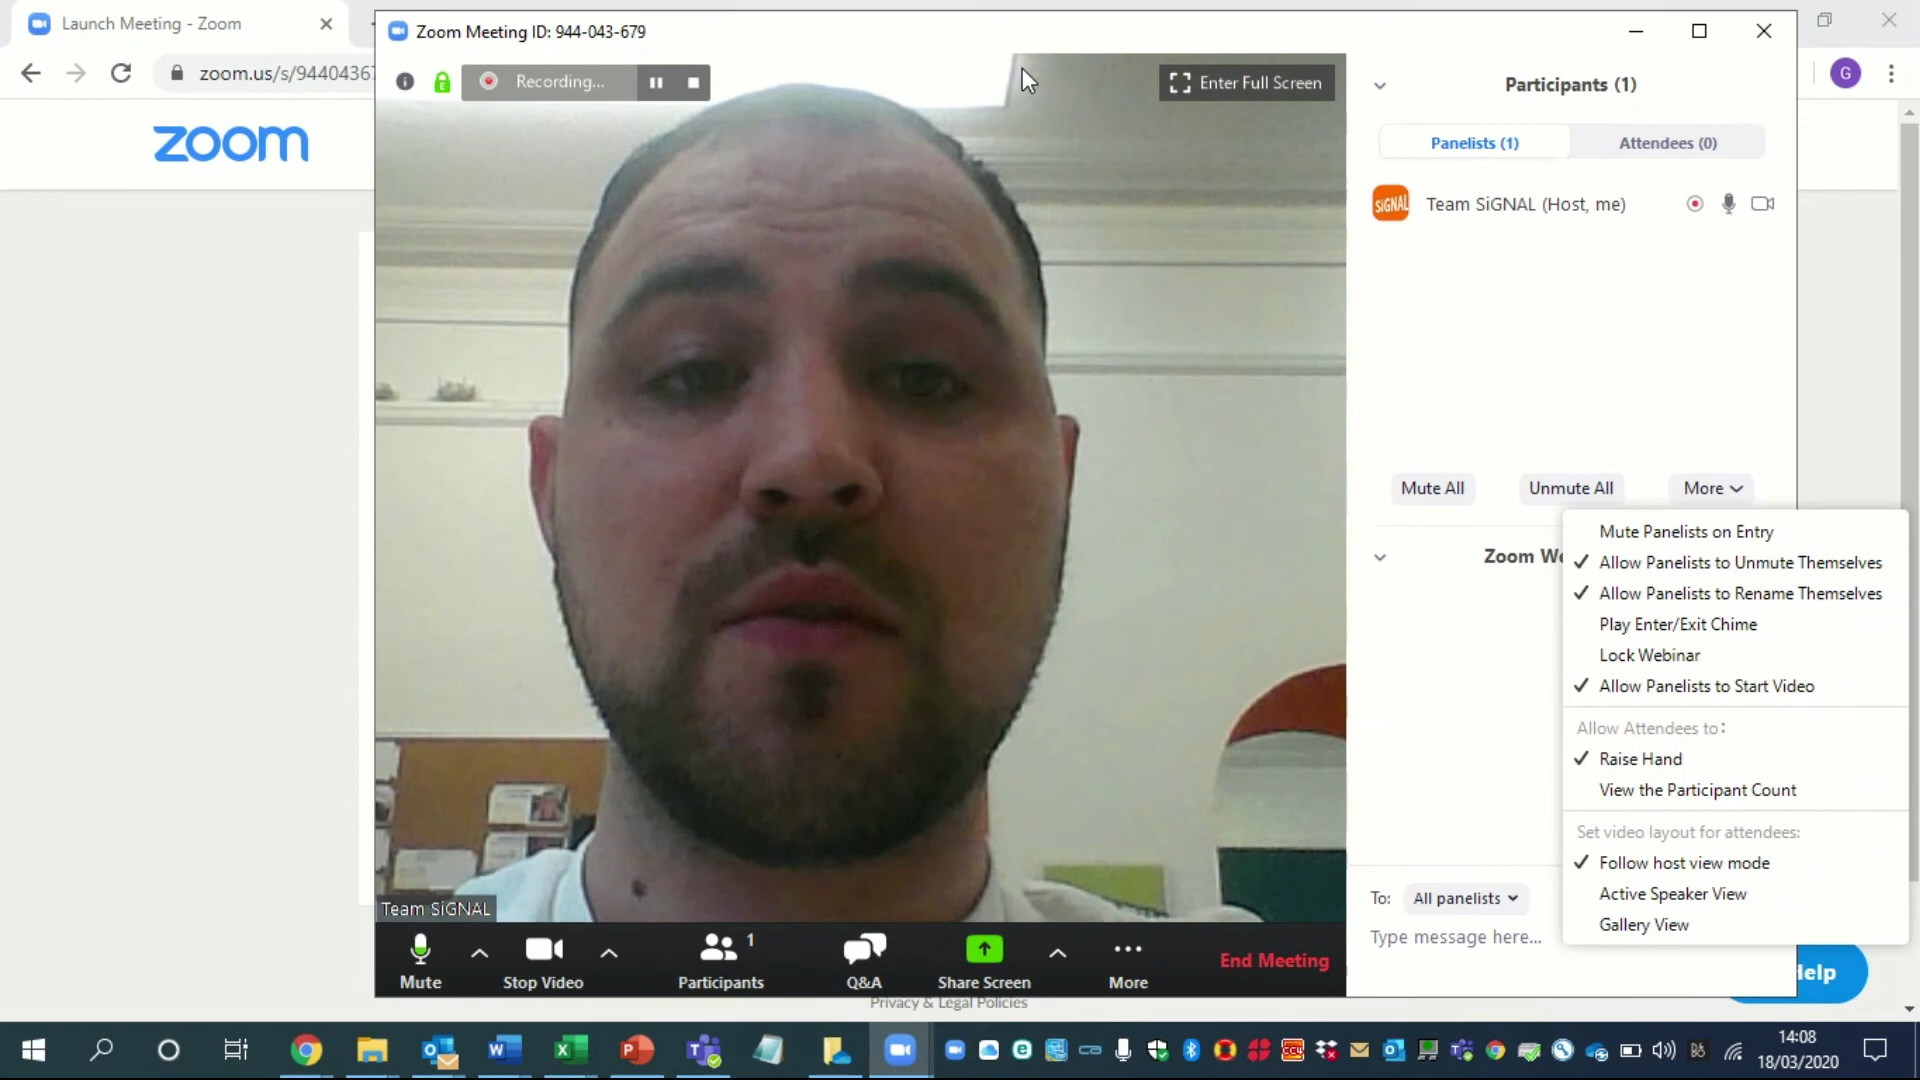 Launch Meeting - Zoom
zoom.us/s/94404367
G
zoom
Zoom Meeting ID: 944-043-679
Recording...
Enter Full Screen
Participants (1)
Panelists (1)
Attendees (0)
SiGNAL
Team SiGNAL (Host, me)
Mute All
Unmute All
More
Mute Panelists on Entry
Allow Panelists to Unmute Themselves
Allow Panelists to Rename Themselves
Play Enter/Exit Chime
Lock Webinar
Allow Panelists to Start Video
Allow Attendees to:
Raise Hand
View the Participant Count
Set video layout for attendees:
Follow host view mode
Active Speaker View
Gallery View
Zoom We
To: All panelists
Type message here...
Team SiGNAL
Mute
Stop Video
Participants
1
Q&A
Share Screen
More
End Meeting
Help
Privacy & Legal Policies
14:08
18/03/2020